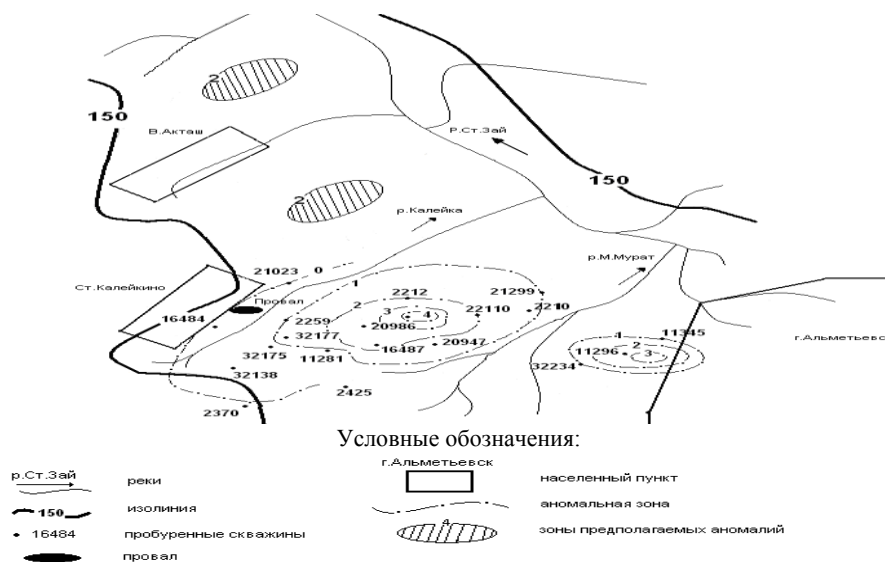 2
150
В.Акташ
Р.Ст.Зай
150
2
р.Калейка
р.М.Мурат
Ст.Калейкино
21023
0
1
2212
21299
Провал
2
3
4
22110
2210
16484
2259
20986
32177
20947
1
11345
г.Альметьевск
32175
11281
16487
11296
2
3
32138
32234
2425
2370
Условные обозначения:
р.Ст.Зай
реки
г.Альметьевск
населенный пункт
150
изолиния
аномальная зона
16484
пробуренные скважины
4
зоны предполагаемых аномалий
провал